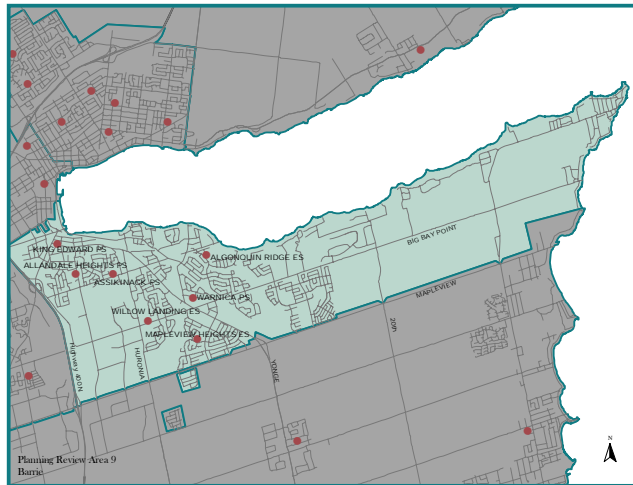 KING EDWARD PS
ALGONQUIN RIDGE ES
ALLANDALE HEIGHTS PS
ASSIKINACK PS
WARNICA PS
WILLOW LANDING ES
MAPLEVIEW HEIGHTS ES
BIG BAY POINT
MAPLEVIEW
Highway 400 N
HURONIA
YONGE
20th
Planning Review Area 9
Barrie
N